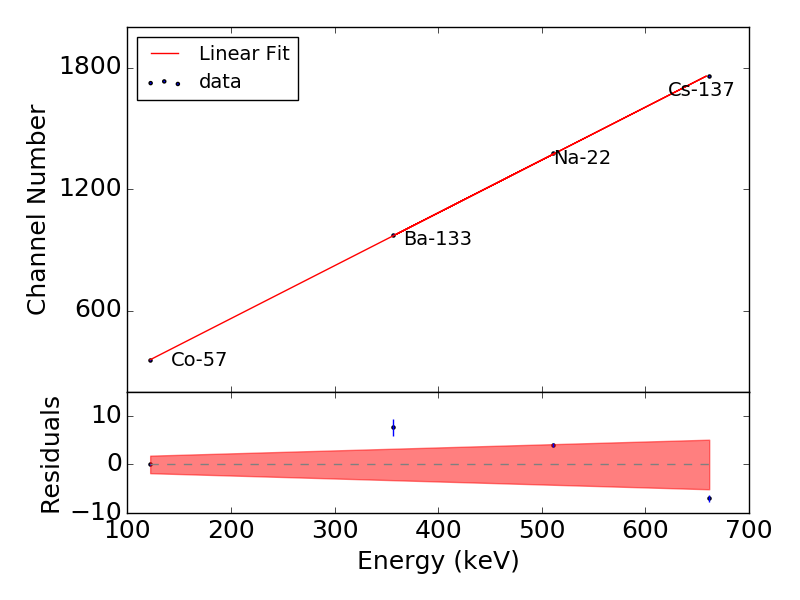 Linear Fit
data
1800
1200
600
Channel Number
Cs-137
Na-22
Ba-133
Co-57
10
0
−10
Residuals
100 200 300 400 500 600 700
Energy (keV)